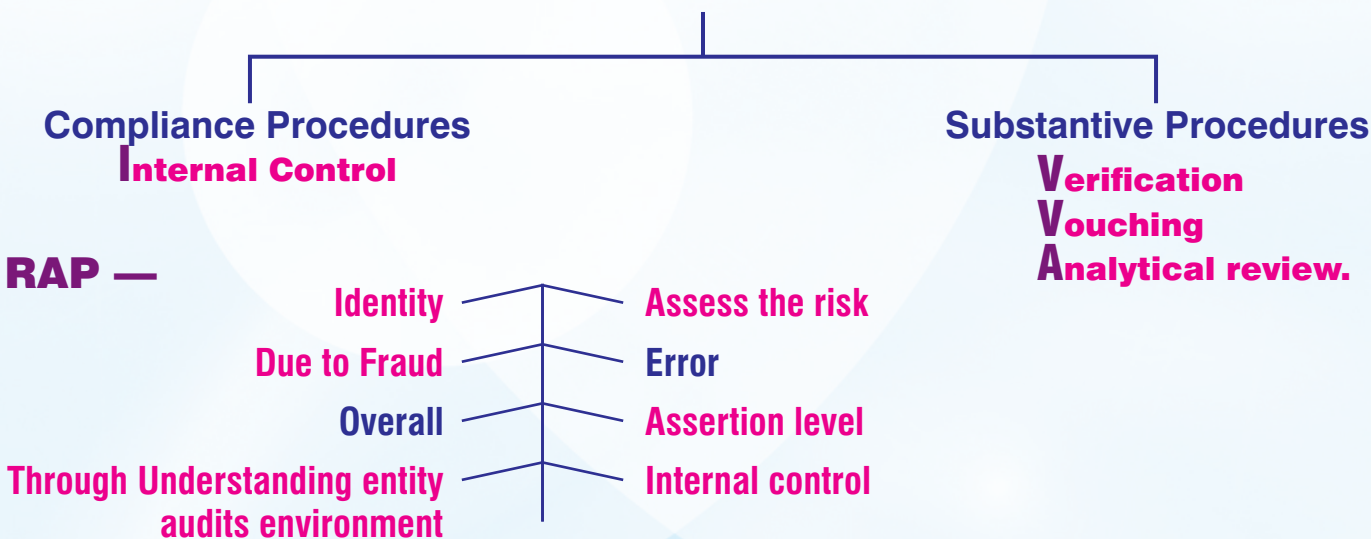 Compliance Procedures
Internal Control
Substantive Procedures
Verification
Vouching
Analytical review.
RAP —
Identity
Assess the risk
Due to Fraud
Error
Overall
Assertion level
Through Understanding entity
audits environment
Internal control